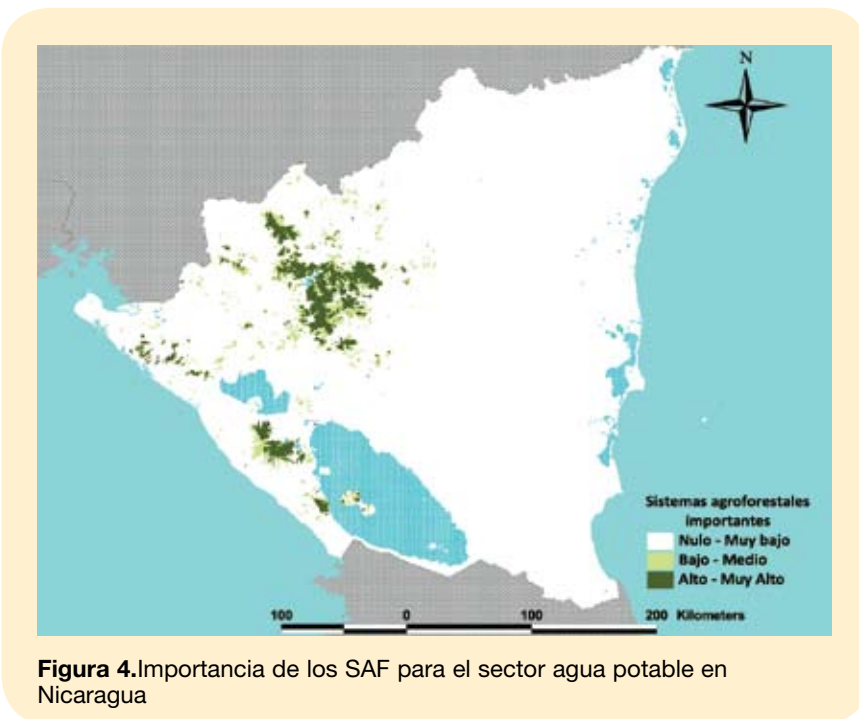 N
Sistemas agroforestales
importantes
Nulo - Muy bajo
Bajo - Medio
Alto - Muy Alto
100 0 100 200 Kilometers
Figura 4.Importancia de los SAF para el sector agua potable en
Nicaragua